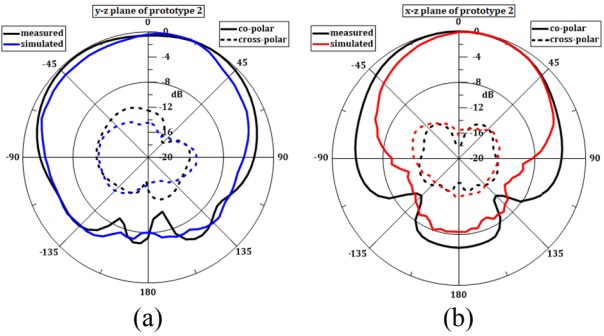 y-z plane of prototype 2
measured
simulated
co-polar
cross-polar
0
0
-45
45
-4
-8
dB
-12
-16
-20
-90
90
-135
135
180
(a)
x-z plane of prototype 2
measured
simulated
co-polar
cross-polar
0
0
-45
45
-4
-8
dB
-12
-16
-20
-90
90
-135
135
180
(b)